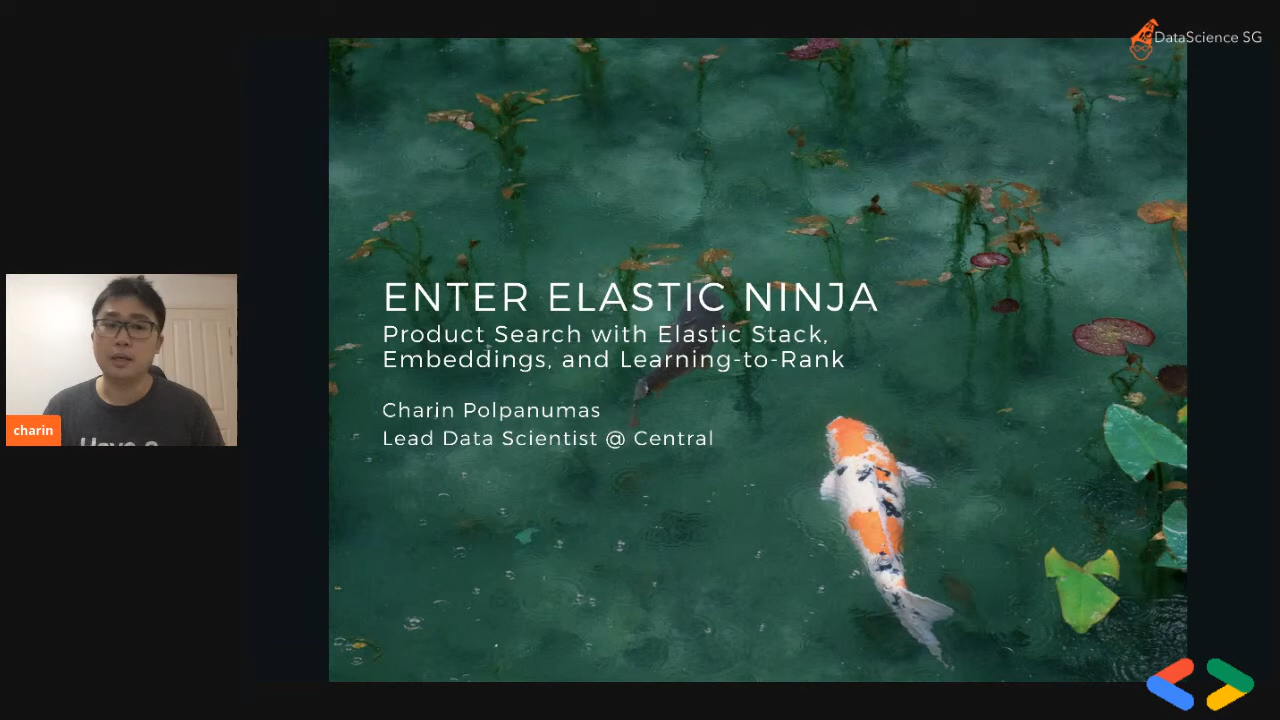 DataScience SG
ENTER ELASTIC NINJA
Product Search with Elastic Stack,
Embeddings, and Learning-to-Rank
Charin Polpanumas
Lead Data Scientist @ Central
charin